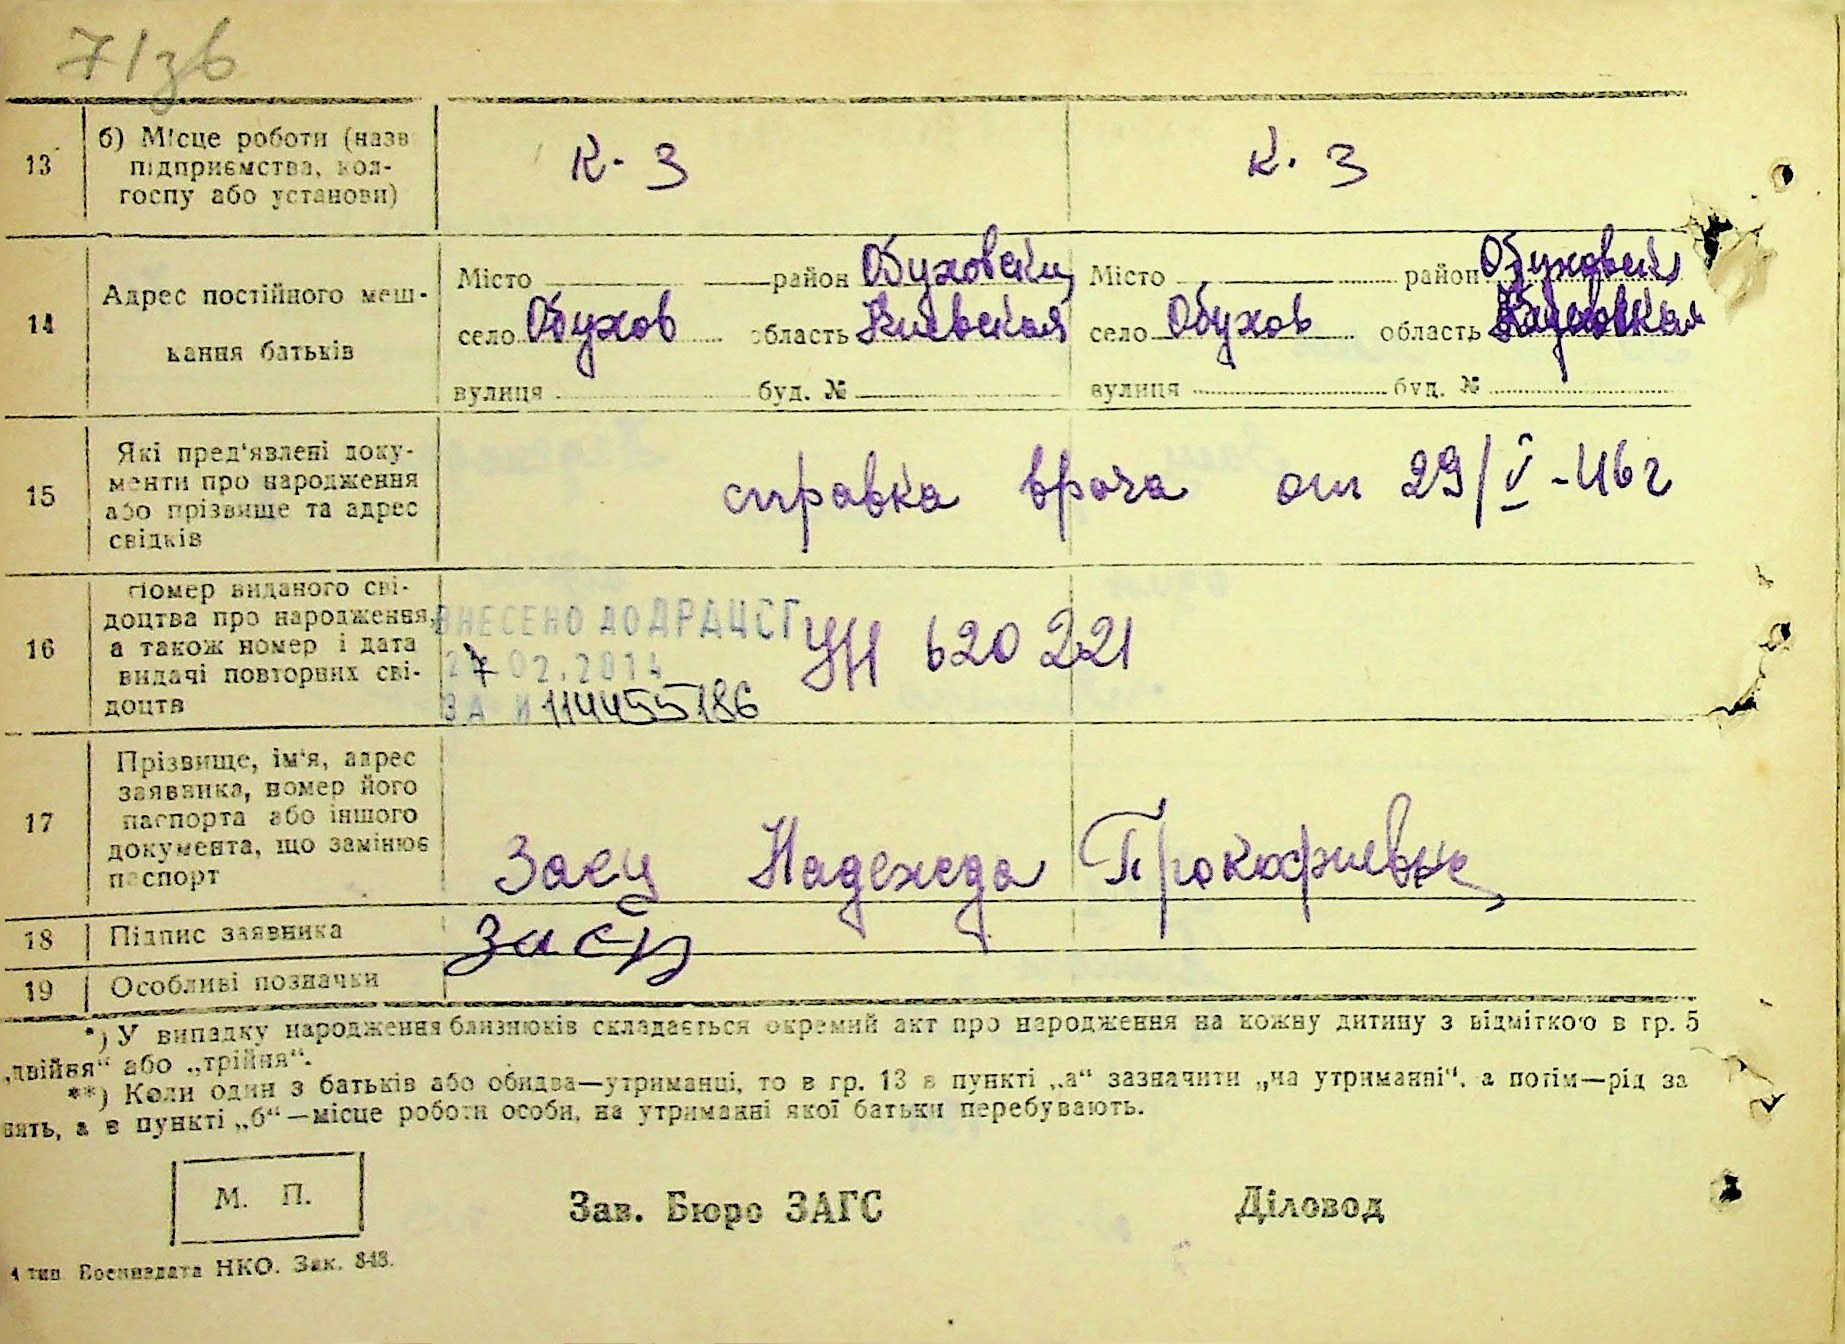 71зв
13 б) Місце роботи (назв підприємства, кол-госпу або установи) К-З К.З
14 Адрес постійного меш-кання батьків
Місто район Обуховский Місто район Обуховск
село Обухов область Киевская село Обухов область
вулиця буд. № вулиця буд. №
15 Які пред'явлені доку-
менти про народження
або прізвище та адрес
свідків
справка врача от 29/V-46г
16 Номер виданого сві-
доцтва про народження,
а також номер і дата
видачі повторних сві-
доцтв
ВНЕСЕНО ДО ДРАЦСГ
27 02.2014
ЗА № 114455186
УН 620221
17 Прізвище, ім'я, адрес
заявника, номер його
паспорта або іншого
документа, що замінює
паспорт
Заец Надежда Прокофиевна
18 Підпис заявника Заец
19 Особливі позначки
*) У випадку народження близнюків складається окремий акт про народження на кожну дитину з відміткою в гр. 5
„двійня“ або „трійня“.
**) Коли один з батьків або обидва—утриманці, то в гр. 13 в пункті „а“ зазначити „на утриманні“, а потім—рід за
нять, а в пункті „б“—місце роботи особи, на утриманні якої батьки перебувають.
М. П.
Зав. Бюро ЗАГС Діловод
4 тип Воениздата НКО. Зак. 848.